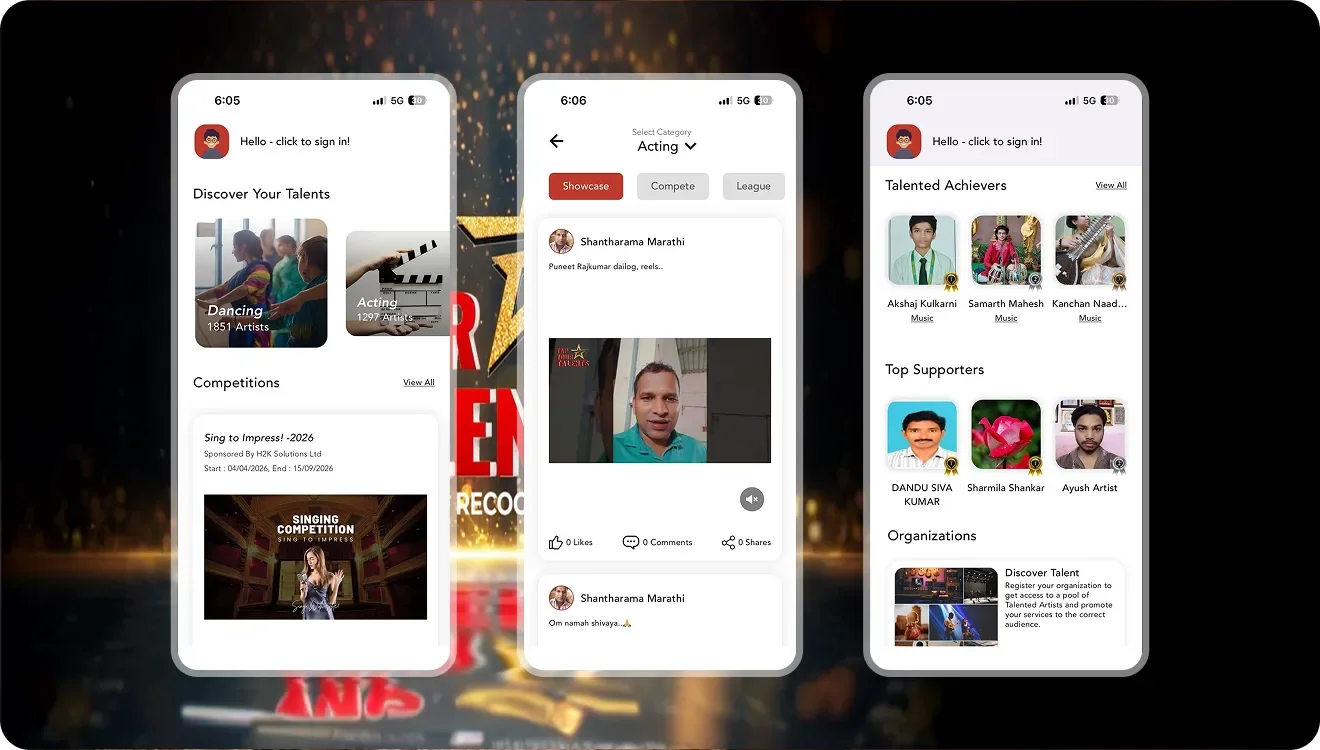 6:05
5G 30
Hello - click to sign in!
Discover Your Talents
Dancing
1851 Artists
Acting
1297 Artists
Competitions
View All
Sing to Impress! -2026
Sponsored By H2K Solutions Ltd
Start : 04/04/2026, End : 15/09/2026
SINGING
COMPETITION
SING TO IMPRESS
6:06
5G 30
Select Category
Acting
Showcase
Compete
League
Shantharama Marathi
Puneet Rajkumar dailog, reels..
TALENTS
0 Likes
0 Comments
0 Shares
Shantharama Marathi
Om namah shivaya..🙏
6:05
5G 30
Hello - click to sign in!
Talented Achievers
View All
Akshaj Kulkarni
Samarth Mahesh
Kanchan Naad...
Music
Music
Music
Top Supporters
DANDU SIVA
KUMAR
Sharmila Shankar
Ayush Artist
Organizations
Discover Talent
Register your organization to
get access to a pool of
Talented Artists and promote
your services to the correct
audience.
R
LEN
RECOG